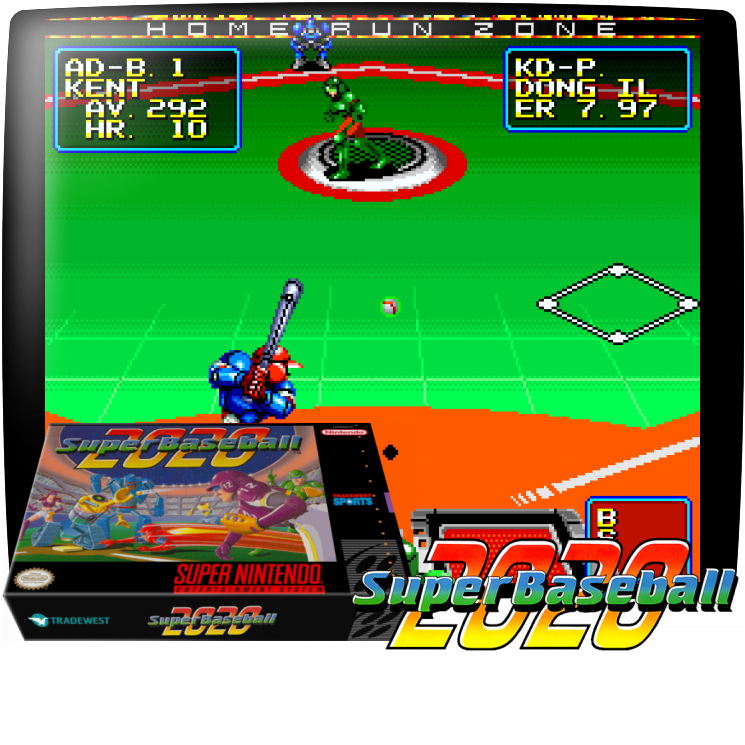 HOME RUN ZONE
AD-B. 1
KENT
AV. 292
HR. 10
KD-P.
DONG IL
ER 7. 97
B
2020
Super Baseball
Nintendo
TRADEWEST
SPORTS
SUPER NINTENDO
ENTERTAINMENT SYSTEM
TRADEWEST
2020
Super Baseball
2020
Super Baseball